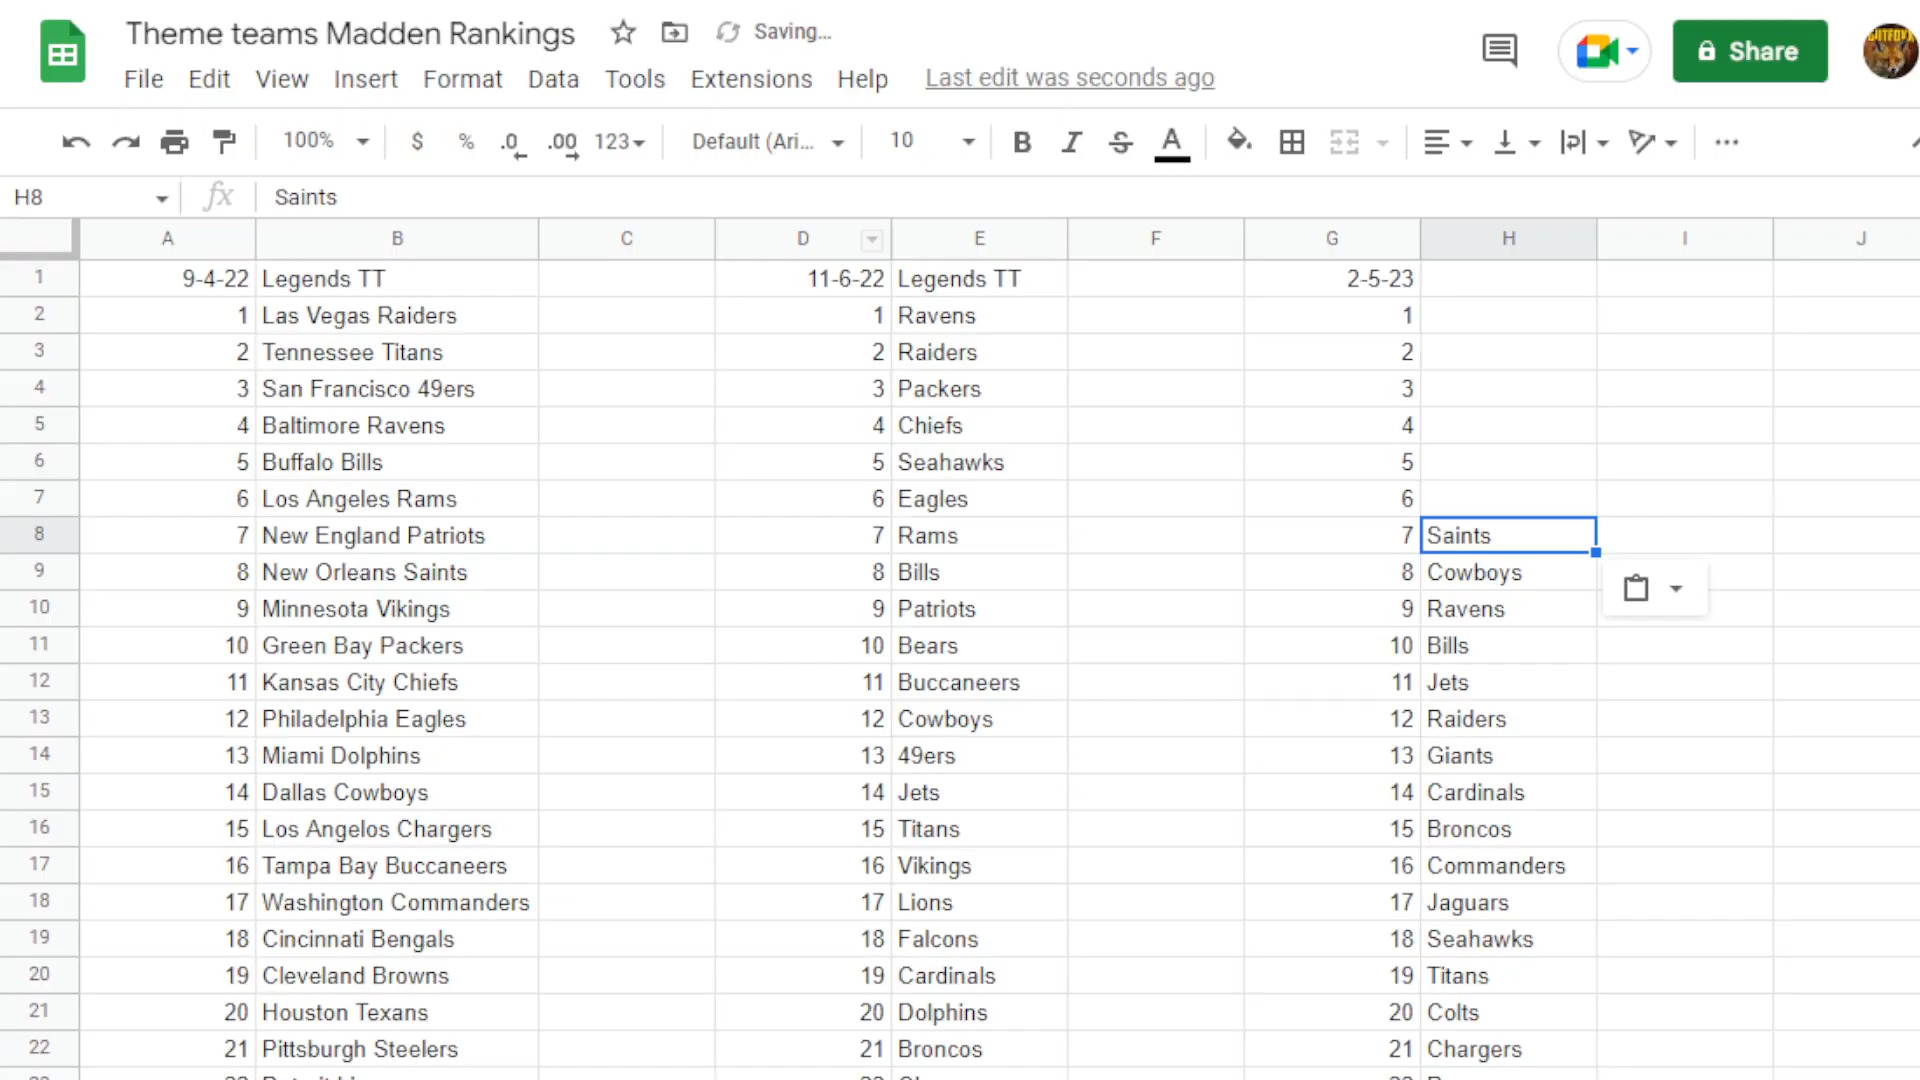 Theme teams Madden Rankings Saving...
File Edit View Insert Format Data Tools Extensions Help Last edit was seconds ago
Share
100% $ % .0 .00 123 Default (Ari... 10 B I S A
H8 fx Saints
A B C D E F G H I J
1 9-4-22 Legends TT 11-6-22 Legends TT 2-5-23
2 1 Las Vegas Raiders 1 Ravens 1
3 2 Tennessee Titans 2 Raiders 2
4 3 San Francisco 49ers 3 Packers 3
5 4 Baltimore Ravens 4 Chiefs 4
6 5 Buffalo Bills 5 Seahawks 5
7 6 Los Angeles Rams 6 Eagles 6
8 7 New England Patriots 7 Rams 7 Saints
9 8 New Orleans Saints 8 Bills 8 Cowboys
10 9 Minnesota Vikings 9 Patriots 9 Ravens
11 10 Green Bay Packers 10 Bears 10 Bills
12 11 Kansas City Chiefs 11 Buccaneers 11 Jets
13 12 Philadelphia Eagles 12 Cowboys 12 Raiders
14 13 Miami Dolphins 13 49ers 13 Giants
15 14 Dallas Cowboys 14 Jets 14 Cardinals
16 15 Los Angelos Chargers 15 Titans 15 Broncos
17 16 Tampa Bay Buccaneers 16 Vikings 16 Commanders
18 17 Washington Commanders 17 Lions 17 Jaguars
19 18 Cincinnati Bengals 18 Falcons 18 Seahawks
20 19 Cleveland Browns 19 Cardinals 19 Titans
21 20 Houston Texans 20 Dolphins 20 Colts
22 21 Pittsburgh Steelers 21 Broncos 21 Chargers